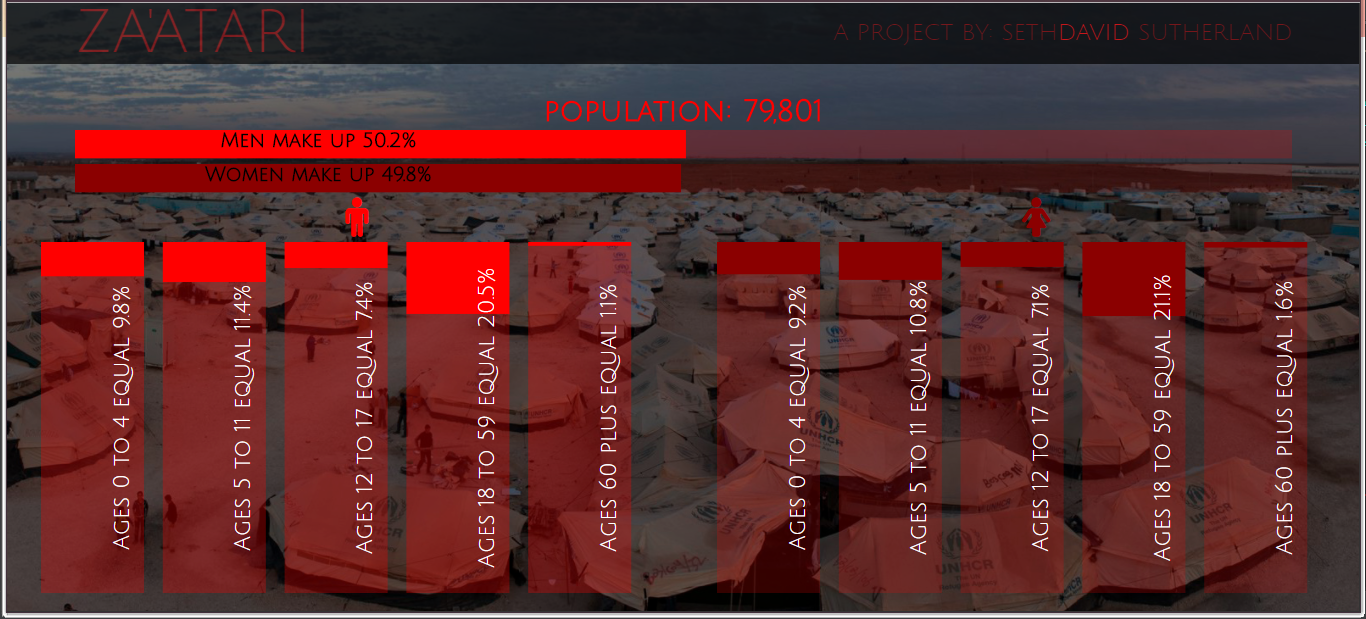 ZA'ATARI
A PROJECT BY: SETHDAVID SUTHERLAND
POPULATION: 79,801
MEN MAKE UP 50.2%
WOMEN MAKE UP 49.8%
AGES 0 TO 4 EQUAL 9.8%
AGES 5 TO 11 EQUAL 11.4%
AGES 12 TO 17 EQUAL 7.4%
AGES 18 TO 59 EQUAL 20.5%
AGES 60 PLUS EQUAL 1.1%
AGES 0 TO 4 EQUAL 9.2%
AGES 5 TO 11 EQUAL 10.8%
AGES 12 TO 17 EQUAL 7.1%
AGES 18 TO 59 EQUAL 21.1%
AGES 60 PLUS EQUAL 1.6%
UNHCR
UNHCR
UNHCR
UNHCR